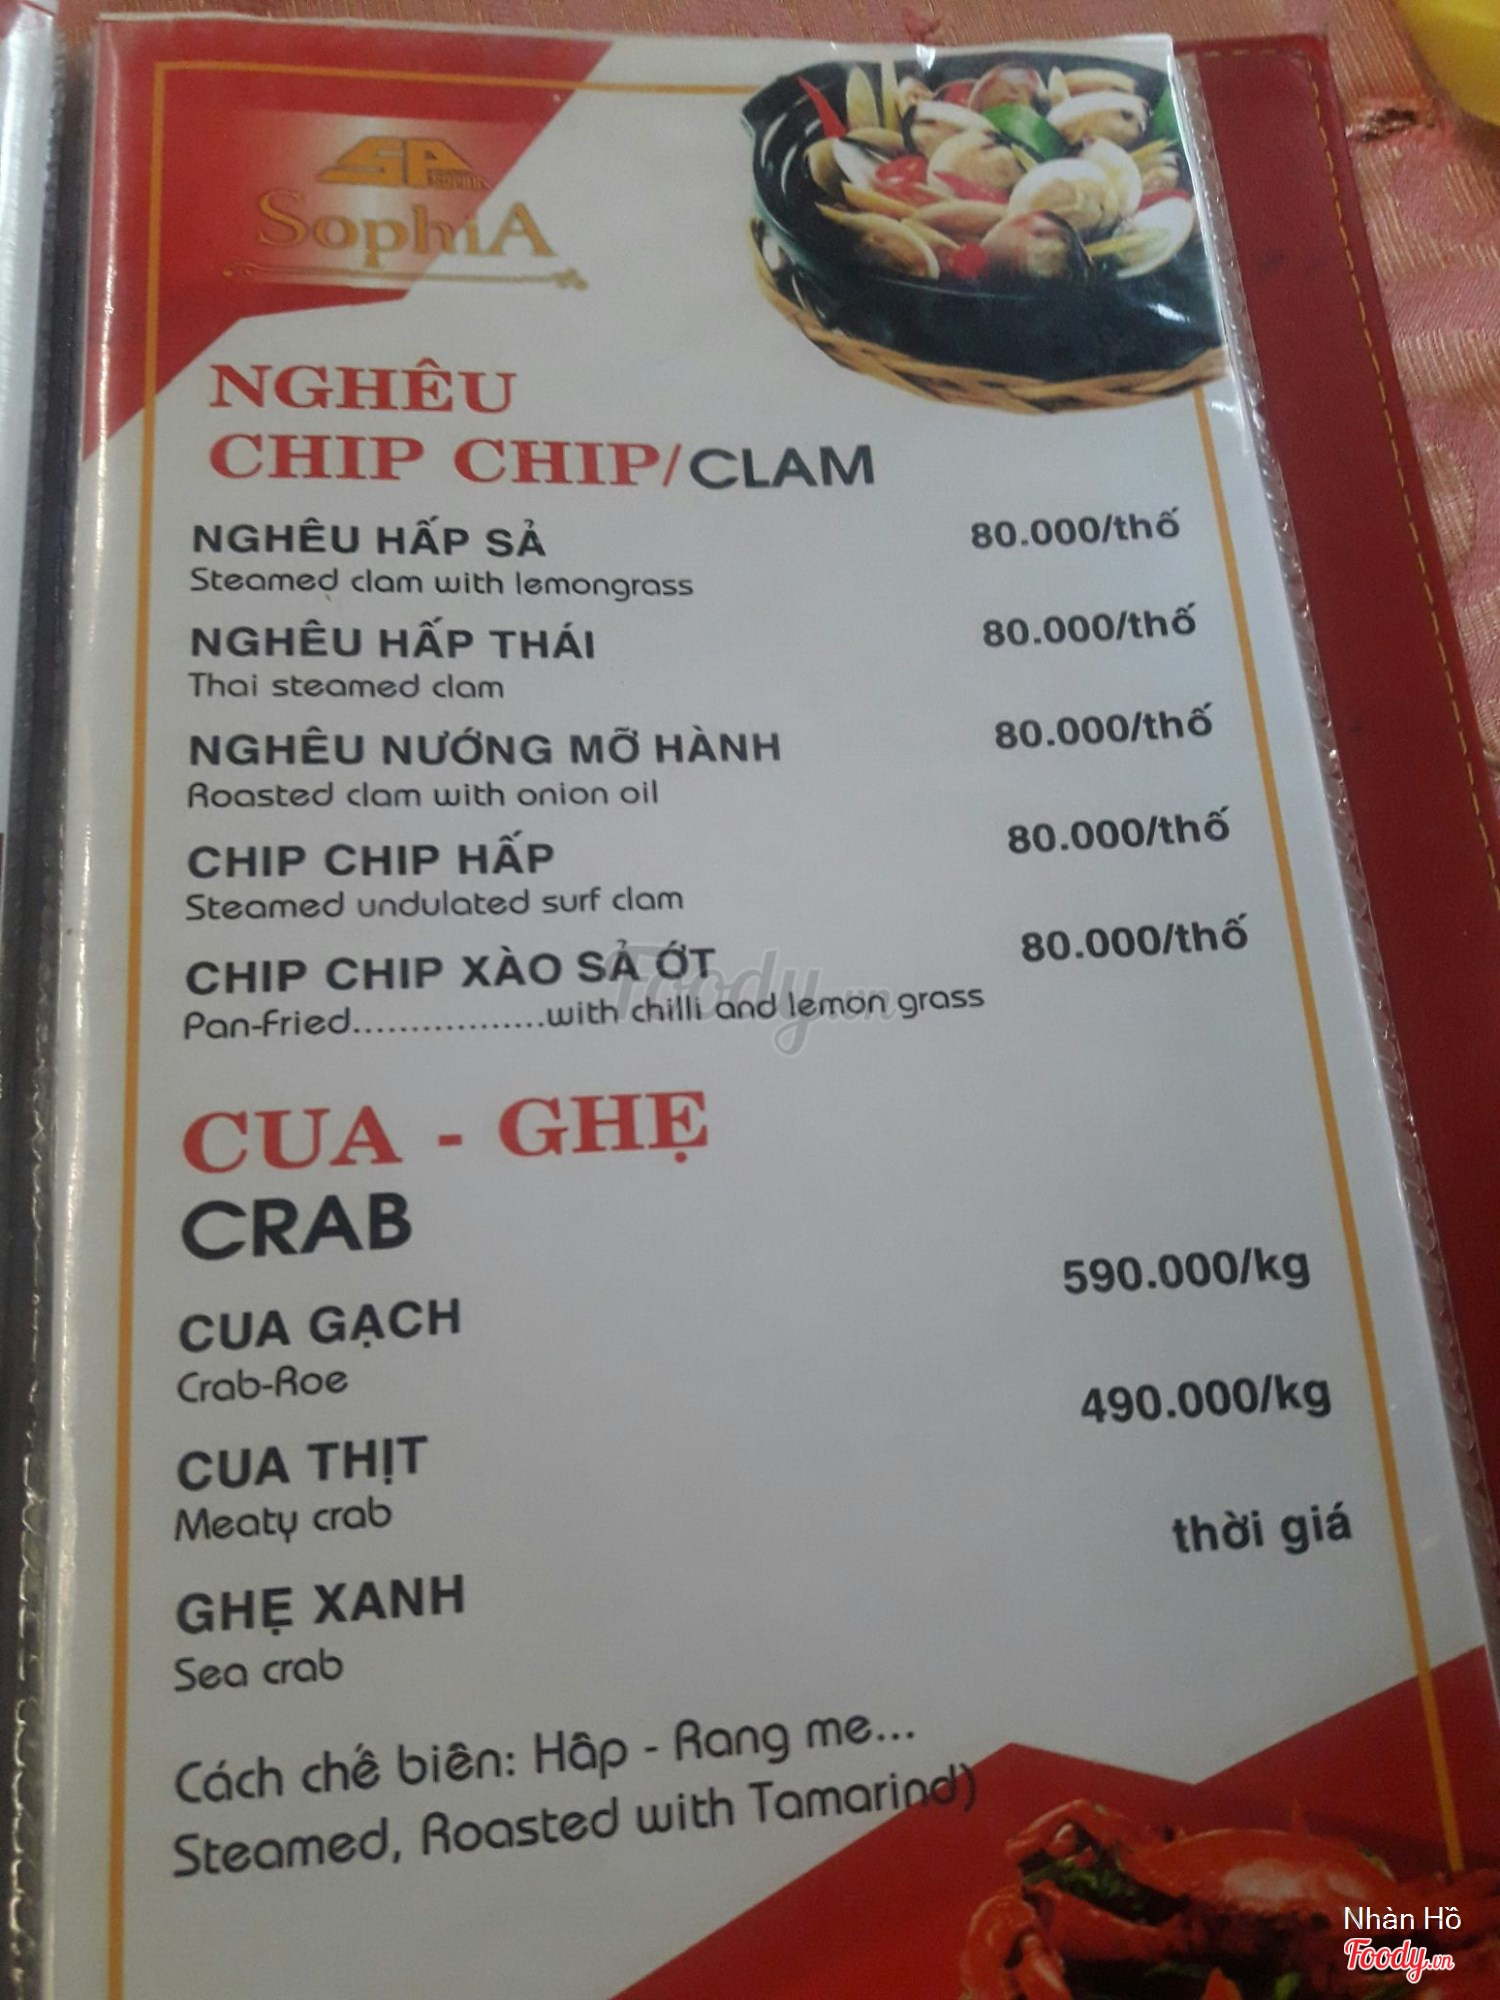 SP
SophiA
NGHÊU
CHIP CHIP/CLAM
NGHÊU HẤP SẢ 80.000/thố
Steamed clam with lemongrass
NGHÊU HẤP THÁI 80.000/thố
Thai steamed clam
NGHÊU NƯỚNG MỠ HÀNH 80.000/thố
Roasted clam with onion oil
CHIP CHIP HẤP 80.000/thố
Steamed undulated surf clam
CHIP CHIP XÀO SẢ ỚT 80.000/thố
Pan-Fried.................with chilli and lemon grass
Foody.vn
CUA - GHẸ
CRAB
CUA GẠCH 590.000/kg
Crab-Roe
CUA THỊT 490.000/kg
Meaty crab
GHẸ XANH thời giá
Sea crab
Cách chế biên: Hâp - Rang me...
Steamed, Roasted with Tamarind)
Nhàn Hồ
Foody.vn